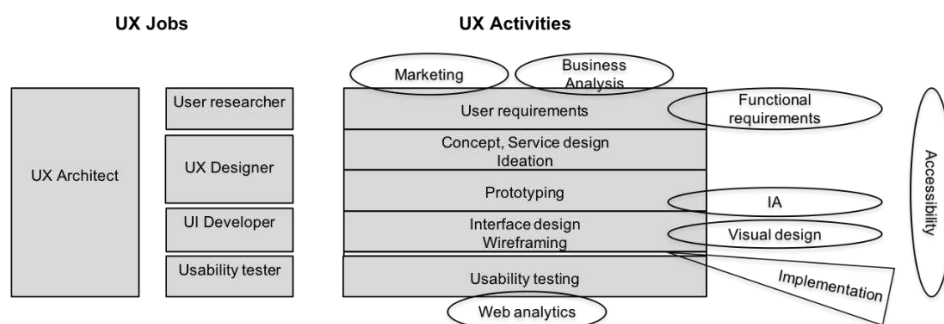 UX Jobs
UX Activities
Marketing
Business
Analysis
User researcher
User requirements
Functional
requirements
UX Architect
UX Designer
Concept, Service design
Ideation
Prototyping
IA
UI Developer
Interface design
Wireframing
Visual design
Usability tester
Usability testing
Implementation
Accessibility
Web analytics